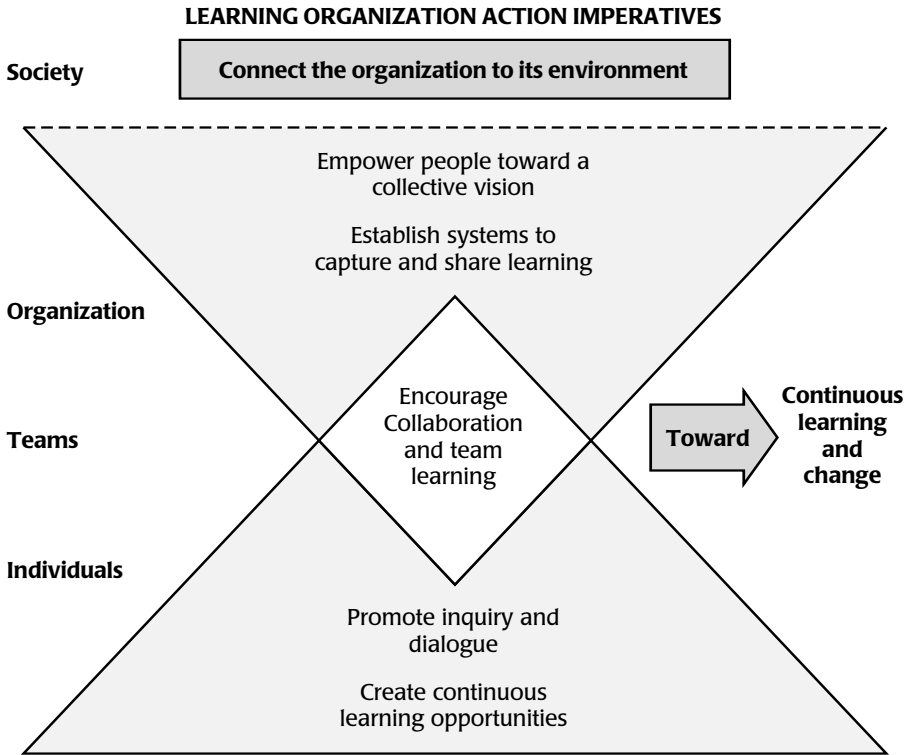 LEARNING ORGANIZATION ACTION IMPERATIVES
Society
Connect the organization to its environment
Empower people toward a
collective vision
Establish systems to
capture and share learning
Organization
Encourage
Collaboration
and team
learning
Teams
Toward
Continuous
learning
and
change
Individuals
Promote inquiry and
dialogue
Create continuous
learning opportunities